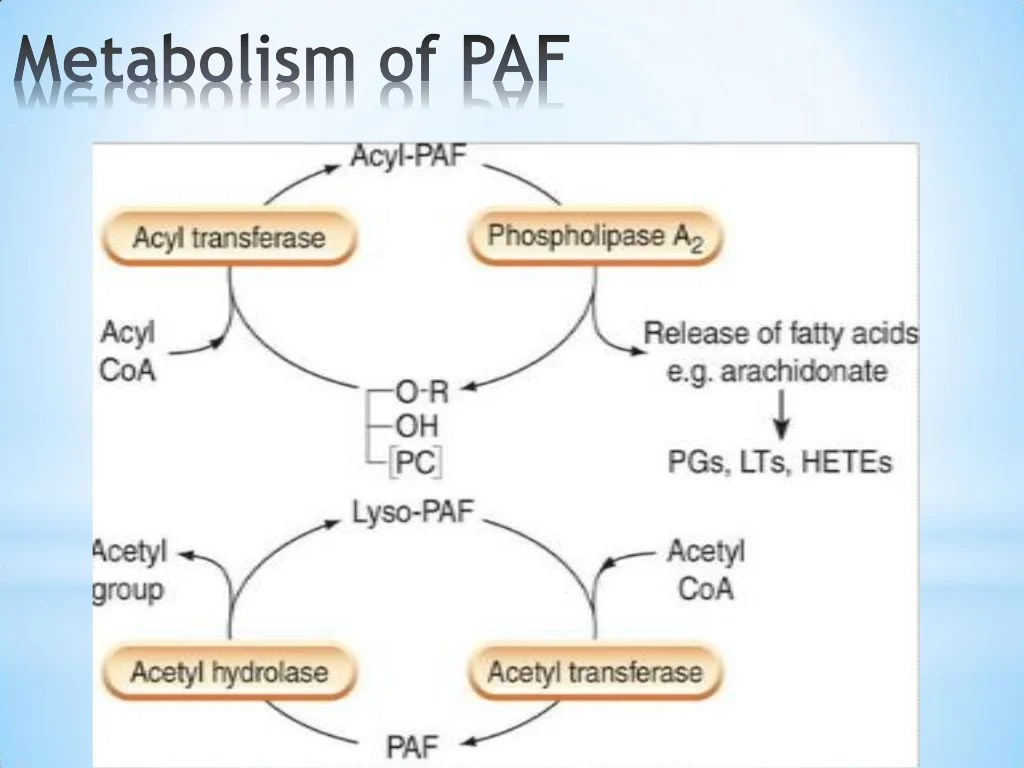 Metabolism of PAF
Acyl-PAF
Acyl transferase
Phospholipase A₂
Acyl
CoA
Release of fatty acids
e.g. arachidonate
O-R
OH
[PC]
PGs, LTs, HETEs
Lyso-PAF
Acetyl
group
Acetyl
CoA
Acetyl hydrolase
Acetyl transferase
PAF